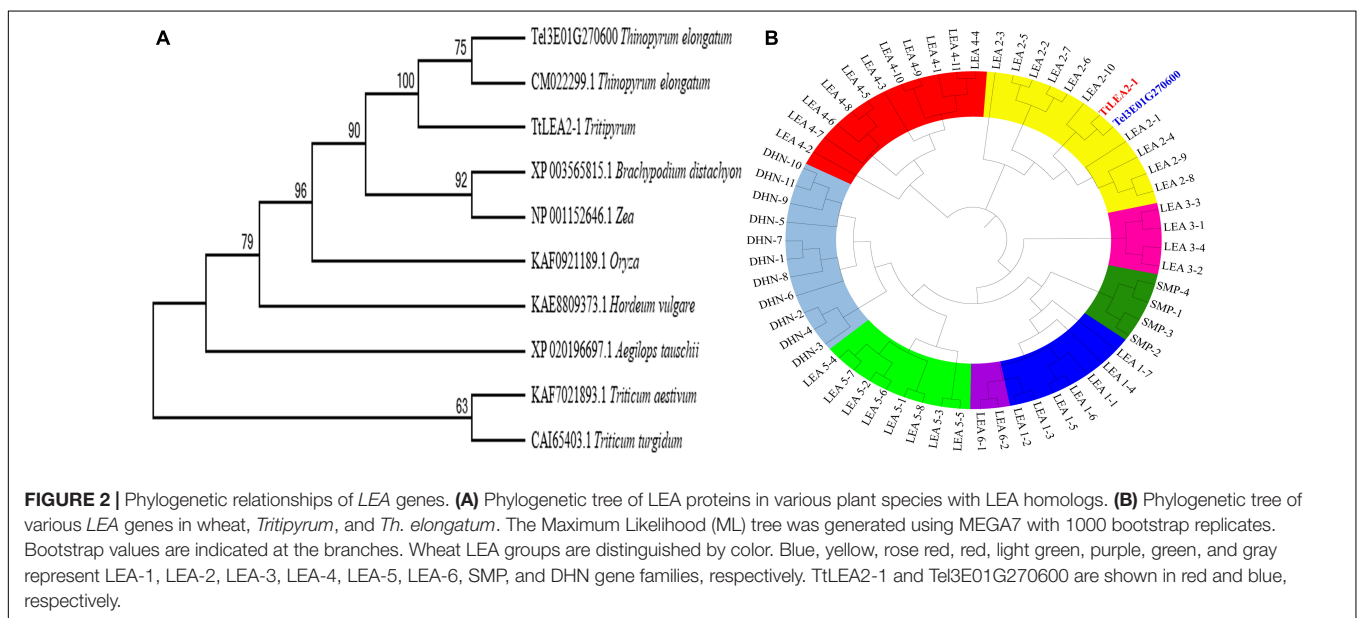 A
75
Tel3E01G270600 Thinopyrum elongatum
100
CM022299.1 Thinopyrum elongatum
90
TtLEA2-1 Tritipyrum
92
XP 003565815.1 Brachypodium distachyon
96
NP 001152646.1 Zea
79
KAF0921189.1 Oryza
KAE8809373.1 Hordeum vulgare
XP 020196697.1 Aegilops tauschii
63
KAF7021893.1 Triticum aestivum
CAI65403.1 Triticum turgidum
B
LEA 2-3
LEA 2-5
LEA 2-2
LEA 2-7
LEA 2-6
LEA 2-10
TtLEA2-1
Tel3E01G270600
LEA 2-1
LEA 2-4
LEA 2-9
LEA 2-8
LEA 3-3
LEA 3-1
LEA 3-4
LEA 3-2
SMP-4
SMP-1
SMP-3
SMP-2
LEA 1-7
LEA 1-4
LEA 1-1
LEA 1-6
LEA 1-5
LEA 1-3
LEA 1-2
LEA 6-2
LEA 6-1
LEA 5-5
LEA 5-3
LEA 5-8
LEA 5-1
LEA 5-6
LEA 5-2
LEA 5-7
LEA 5-4
DHN-3
DHN-4
DHN-2
DHN-6
DHN-8
DHN-1
DHN-7
DHN-5
DHN-9
DHN-11
DHN-10
LEA 4-2
LEA 4-7
LEA 4-6
LEA 4-8
LEA 4-5
LEA 4-3
LEA 4-10
LEA 4-9
LEA 4-1
LEA 4-11
LEA 4-4
FIGURE 2 | Phylogenetic relationships of LEA genes. (A) Phylogenetic tree of LEA proteins in various plant species with LEA homologs. (B) Phylogenetic tree of
various LEA genes in wheat, Tritipyrum, and Th. elongatum. The Maximum Likelihood (ML) tree was generated using MEGA7 with 1000 bootstrap replicates.
Bootstrap values are indicated at the branches. Wheat LEA groups are distinguished by color. Blue, yellow, rose red, red, light green, purple, green, and gray
represent LEA-1, LEA-2, LEA-3, LEA-4, LEA-5, LEA-6, SMP, and DHN gene families, respectively. TtLEA2-1 and Tel3E01G270600 are shown in red and blue,
respectively.